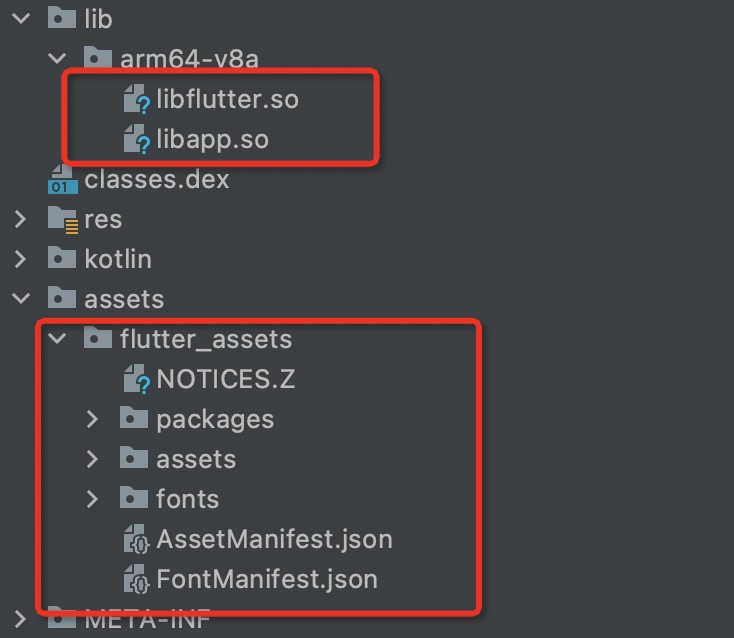 lib
arm64-v8a
libflutter.so
libapp.so
classes.dex
res
kotlin
assets
flutter_assets
NOTICES.Z
packages
assets
fonts
AssetManifest.json
FontManifest.json
META-INF